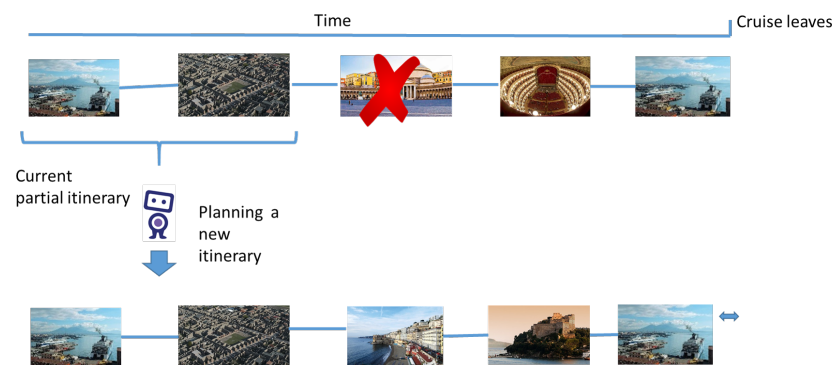 Time
Cruise leaves
Current
partial itinerary
Planning a
new
itinerary